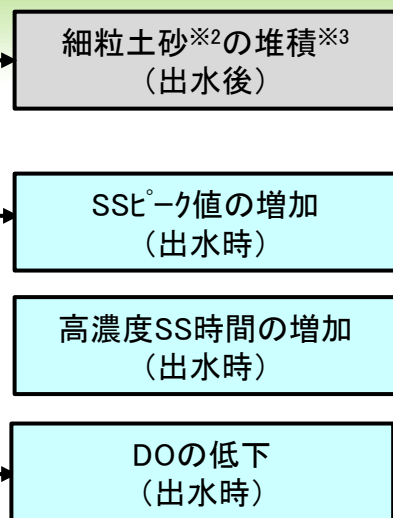 細粒土砂※2の堆積※3
（出水後）
SSﾋﾟｰｸ値の増加
（出水時）
高濃度SS時間の増加
（出水時）
DOの低下
（出水時）